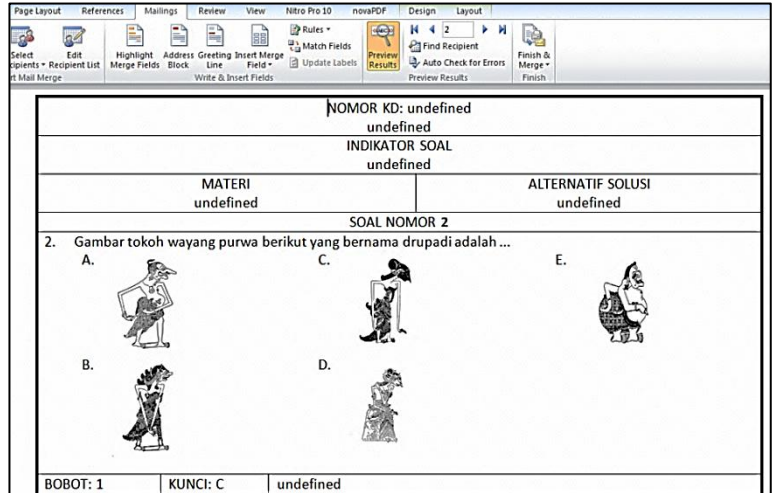 Page Layout References Mailings Review View Nitro Pro 10 novaPDF Design Layout
Select
cipients Edit
Recipient List
rt Mail Merge
Highlight
Merge Fields
Address
Block
Greeting
Line
Insert Merge
Field
Rules
Match Fields
Update Labels
Write & Insert Fields
Preview
Results
2
Find Recipient
Auto Check for Errors
Preview Results
Finish &
Merge
Finish
NOMOR KD: undefined
undefined
INDIKATOR SOAL
undefined
MATERI
undefined
ALTERNATIF SOLUSI
undefined
SOAL NOMOR 2
2. Gambar tokoh wayang purwa berikut yang bernama drupadi adalah ...
A. C. E.
B. D.
BOBOT: 1 KUNCI: C undefined